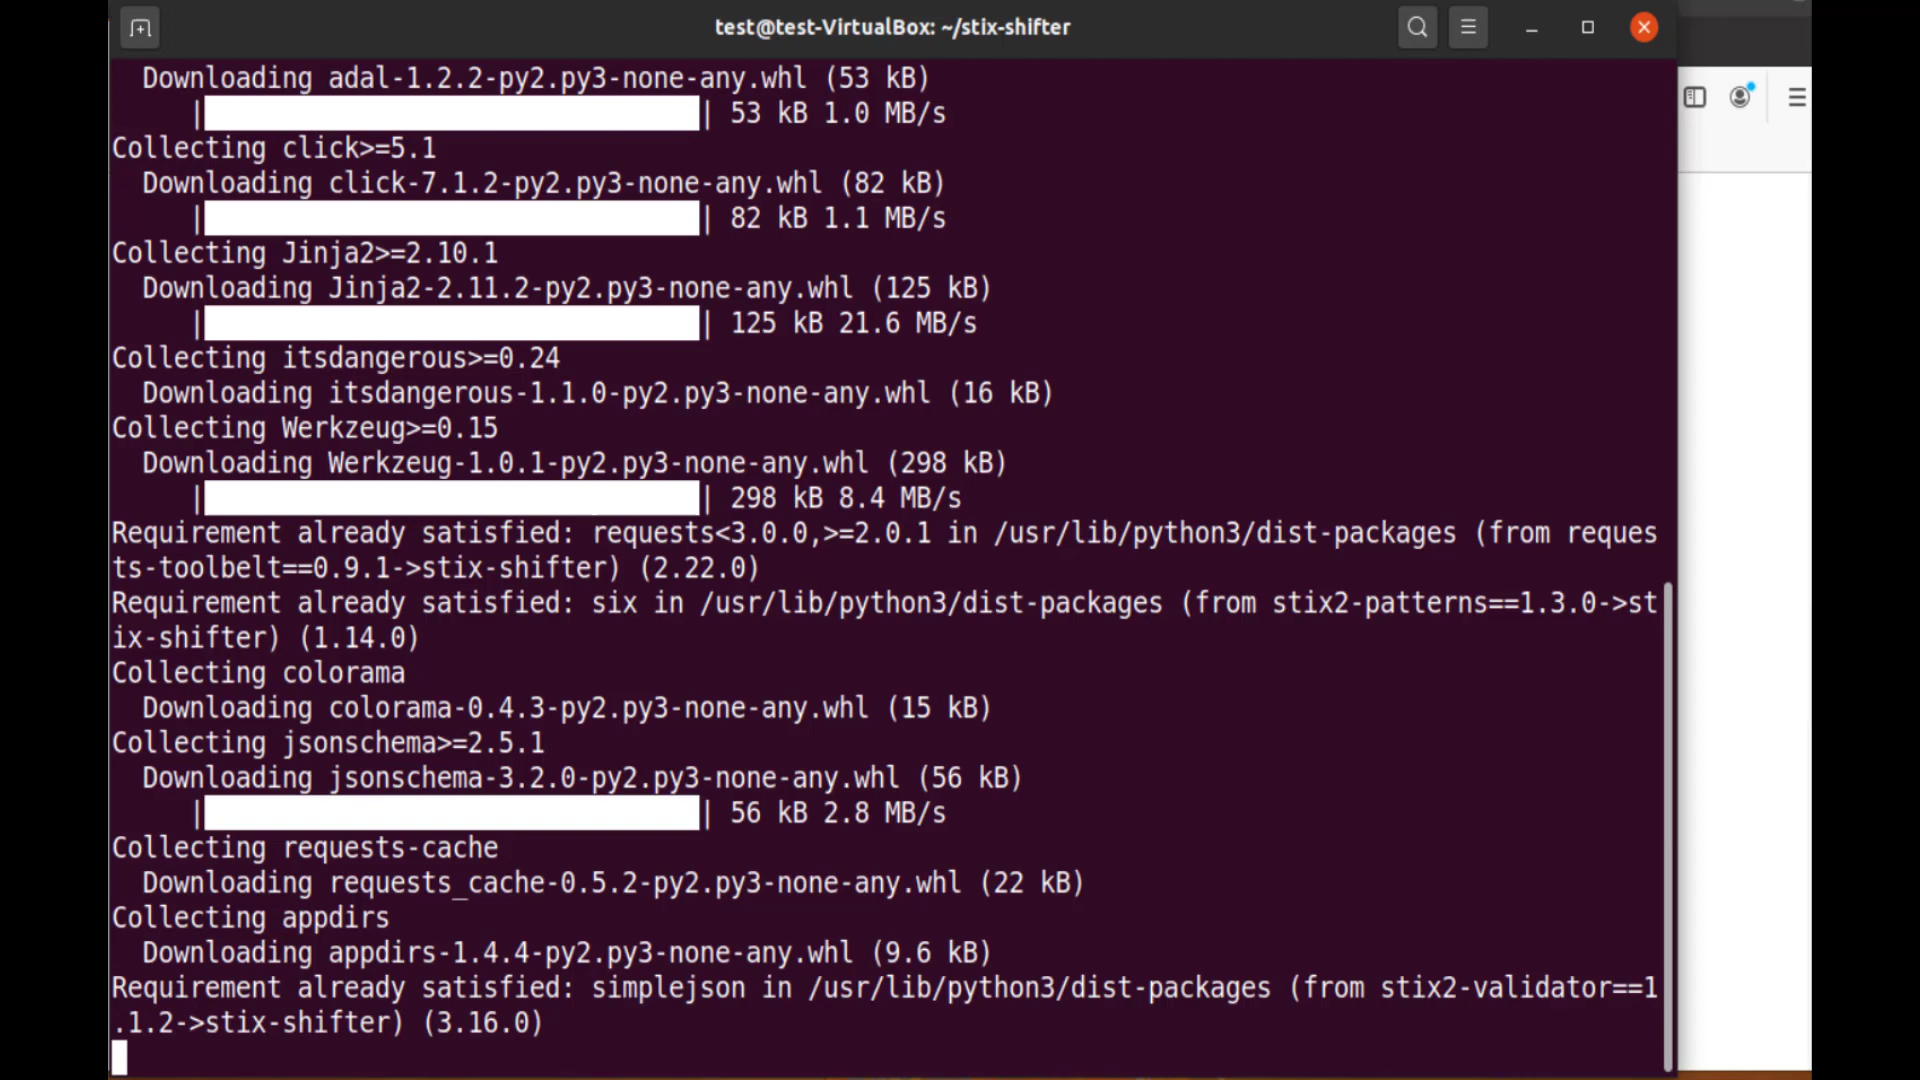 test@test-VirtualBox: ~/stix-shifter
Downloading adal-1.2.2-py2.py3-none-any.whl (53 kB)
| | 53 kB 1.0 MB/s
Collecting click>=5.1
Downloading click-7.1.2-py2.py3-none-any.whl (82 kB)
| | 82 kB 1.1 MB/s
Collecting Jinja2>=2.10.1
Downloading Jinja2-2.11.2-py2.py3-none-any.whl (125 kB)
| | 125 kB 21.6 MB/s
Collecting itsdangerous>=0.24
Downloading itsdangerous-1.1.0-py2.py3-none-any.whl (16 kB)
Collecting Werkzeug>=0.15
Downloading Werkzeug-1.0.1-py2.py3-none-any.whl (298 kB)
| | 298 kB 8.4 MB/s
Requirement already satisfied: requests<3.0.0,>=2.0.1 in /usr/lib/python3/dist-packages (from reques
ts-toolbelt==0.9.1->stix-shifter) (2.22.0)
Requirement already satisfied: six in /usr/lib/python3/dist-packages (from stix2-patterns==1.3.0->st
ix-shifter) (1.14.0)
Collecting colorama
Downloading colorama-0.4.3-py2.py3-none-any.whl (15 kB)
Collecting jsonschema>=2.5.1
Downloading jsonschema-3.2.0-py2.py3-none-any.whl (56 kB)
| | 56 kB 2.8 MB/s
Collecting requests-cache
Downloading requests_cache-0.5.2-py2.py3-none-any.whl (22 kB)
Collecting appdirs
Downloading appdirs-1.4.4-py2.py3-none-any.whl (9.6 kB)
Requirement already satisfied: simplejson in /usr/lib/python3/dist-packages (from stix2-validator==1
.1.2->stix-shifter) (3.16.0)